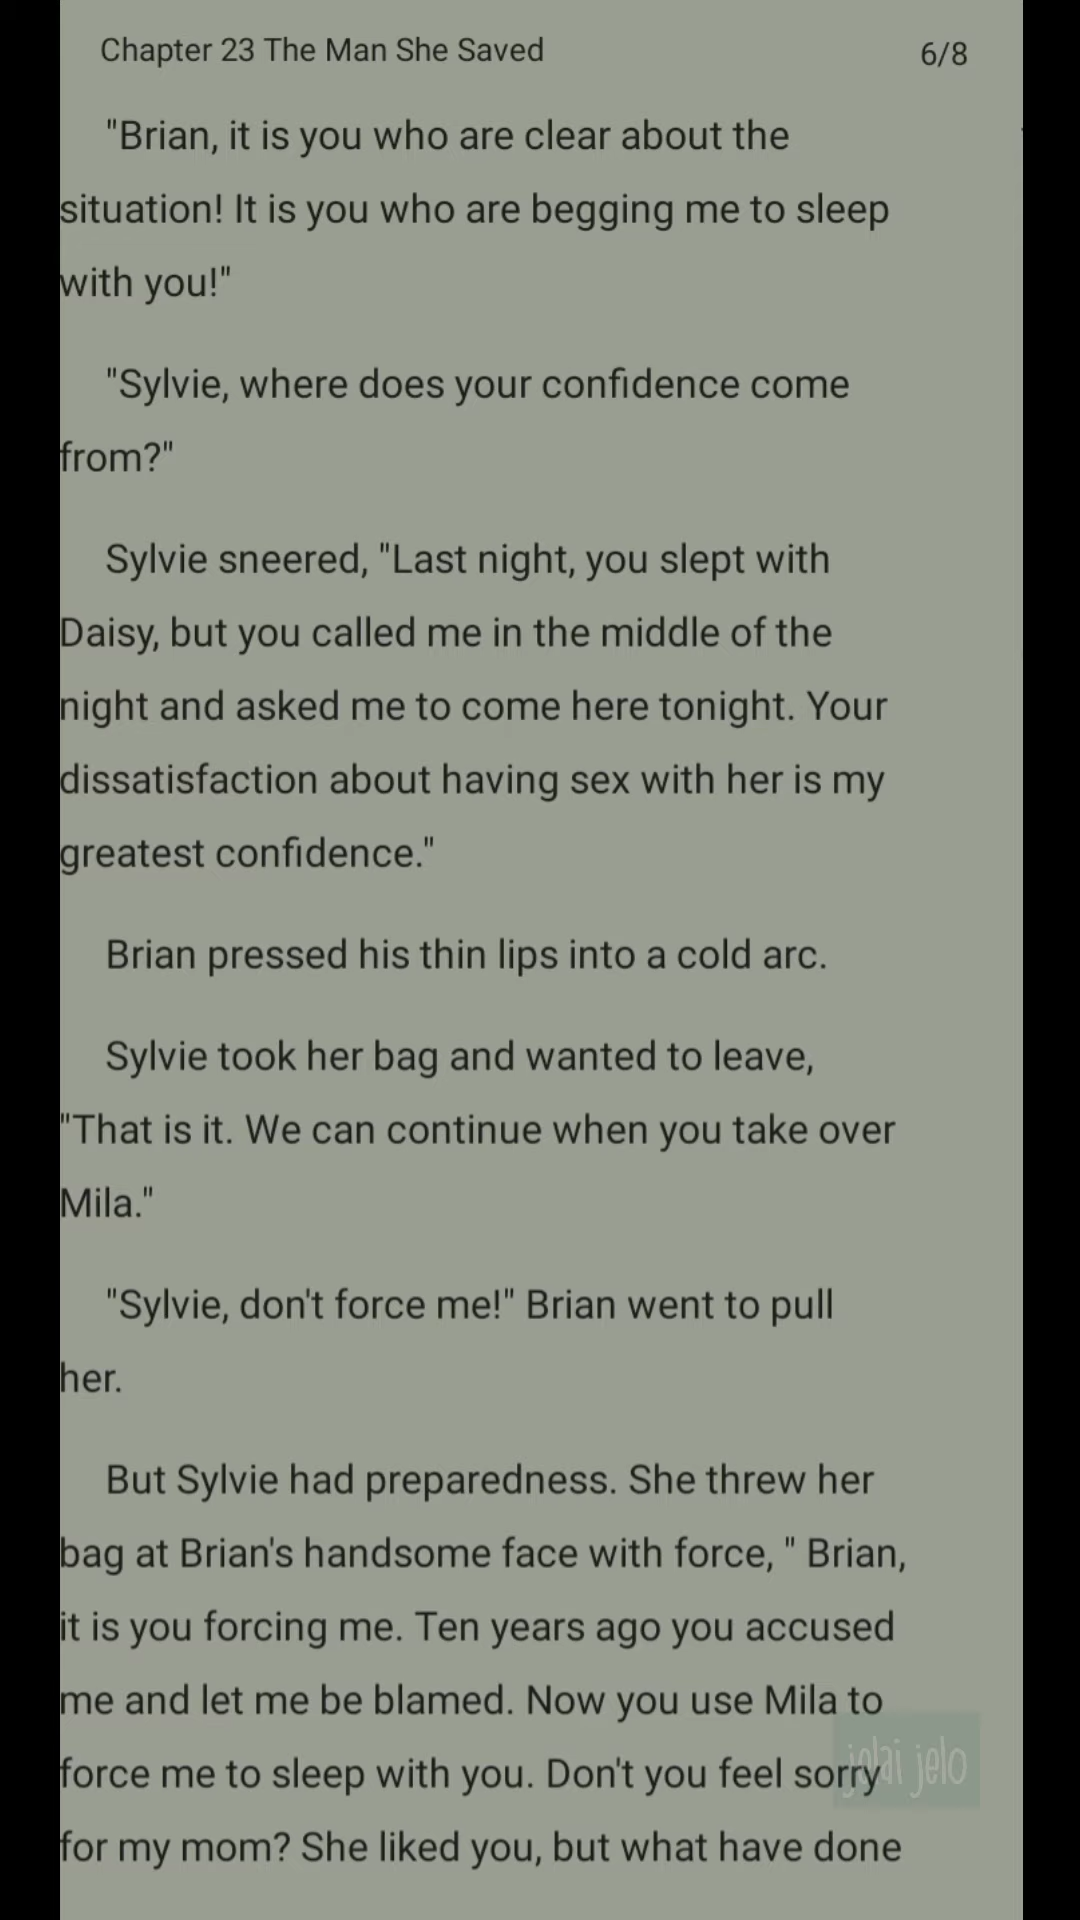 Chapter 23 The Man She Saved
6/8
"Brian, it is you who are clear about the
situation! It is you who are begging me to sleep
with you!"
"Sylvie, where does your confidence come
from?"
Sylvie sneered, "Last night, you slept with
Daisy, but you called me in the middle of the
night and asked me to come here tonight. Your
dissatisfaction about having sex with her is my
greatest confidence."
Brian pressed his thin lips into a cold arc.
Sylvie took her bag and wanted to leave,
"That is it. We can continue when you take over
Mila."
"Sylvie, don't force me!" Brian went to pull
her.
But Sylvie had preparedness. She threw her
bag at Brian's handsome face with force, " Brian,
it is you forcing me. Ten years ago you accused
me and let me be blamed. Now you use Mila to
force me to sleep with you. Don't you feel sorry
for my mom? She liked you, but what have done
jolai jelo